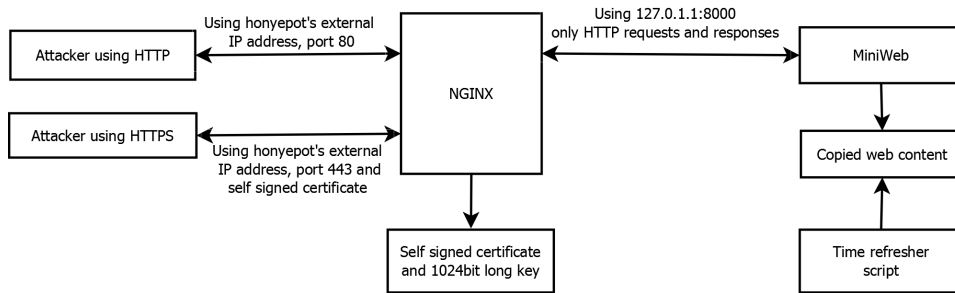 Using honyepot's external
IP address, port 80
Using 127.0.1.1:8000
only HTTP requests and responses
Attacker using HTTP
MiniWeb
NGINX
Attacker using HTTPS
Using honyepot's external
IP address, port 443 and
self signed certificate
Copied web content
Self signed certificate
and 1024bit long key
Time refresher
script